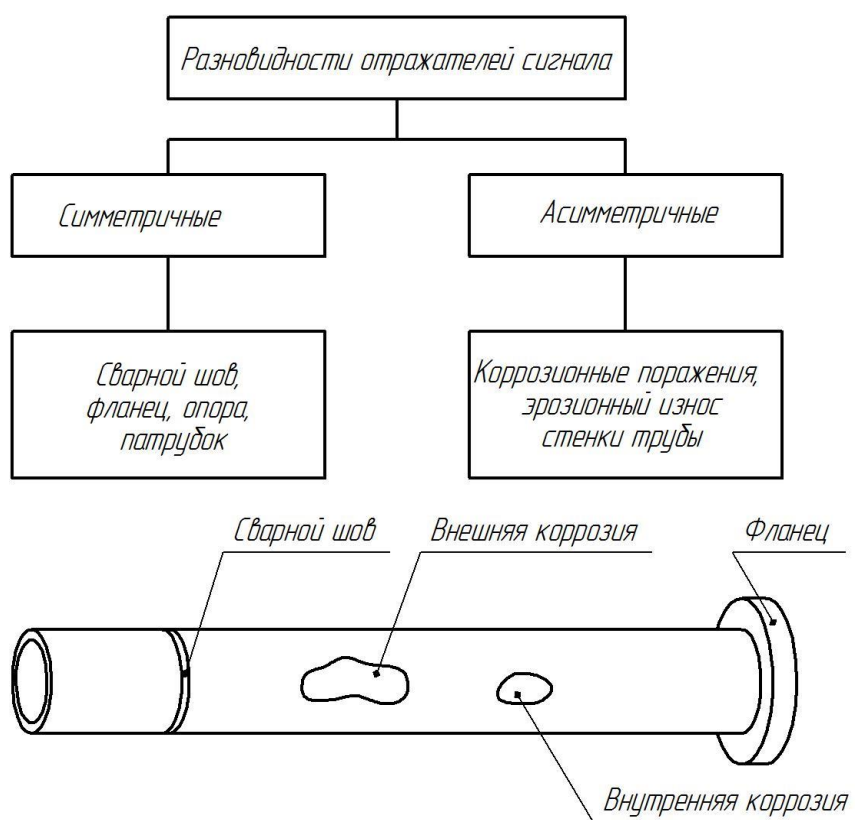 Разновидности отражателей сигнала
Симметричные
Асимметричные
Сварной шов,
фланец, опора,
патрубок
Коррозионные поражения,
эрозионный износ
стенки трубы
Сварной шов
Внешняя коррозия
Фланец
Внутренняя коррозия